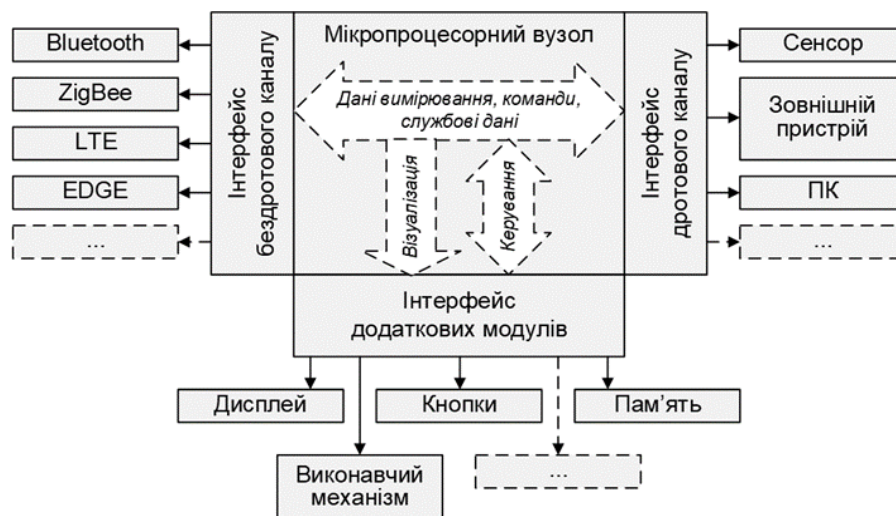 Bluetooth
ZigBee
LTE
EDGE
...
Інтерфейс
бездротового каналу
Мікропроцесорний вузол
Дані вимірювання, команди,
службові дані
Візуалізація
Керування
Інтерфейс
дротового каналу
Сенсор
Зовнішній
пристрій
ПК
...
Інтерфейс
додаткових модулів
Дисплей
Кнопки
Пам’ять
Виконавчий
механізм
...